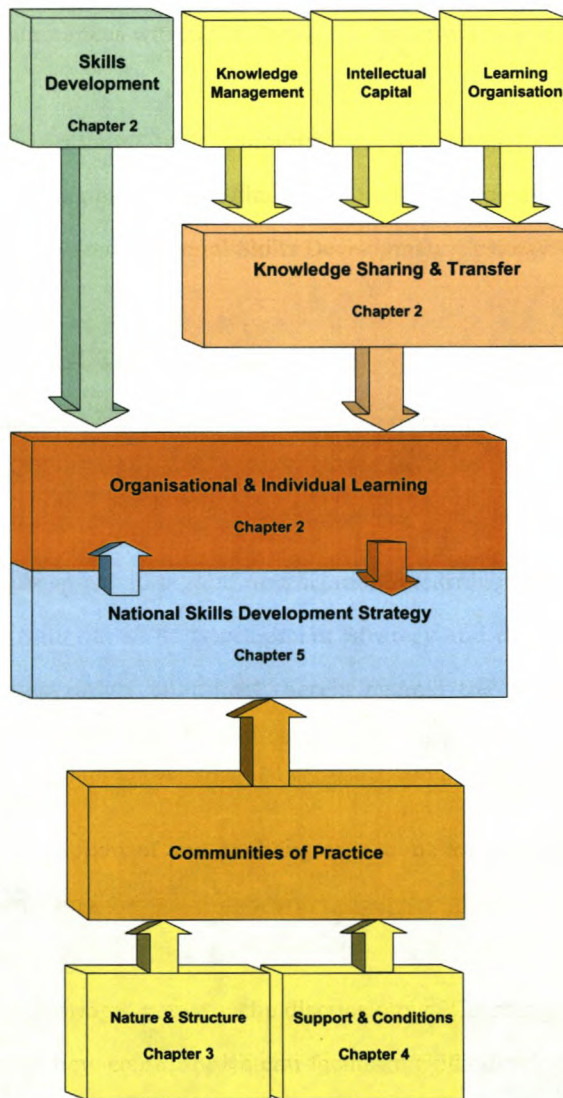 Skills
Development
Chapter 2
Knowledge
Management
Intellectual
Capital
Learning
Organisation
Knowledge Sharing & Transfer
Chapter 2
Organisational & Individual Learning
Chapter 2
National Skills Development Strategy
Chapter 5
Communities of Practice
Nature & Structure
Chapter 3
Support & Conditions
Chapter 4